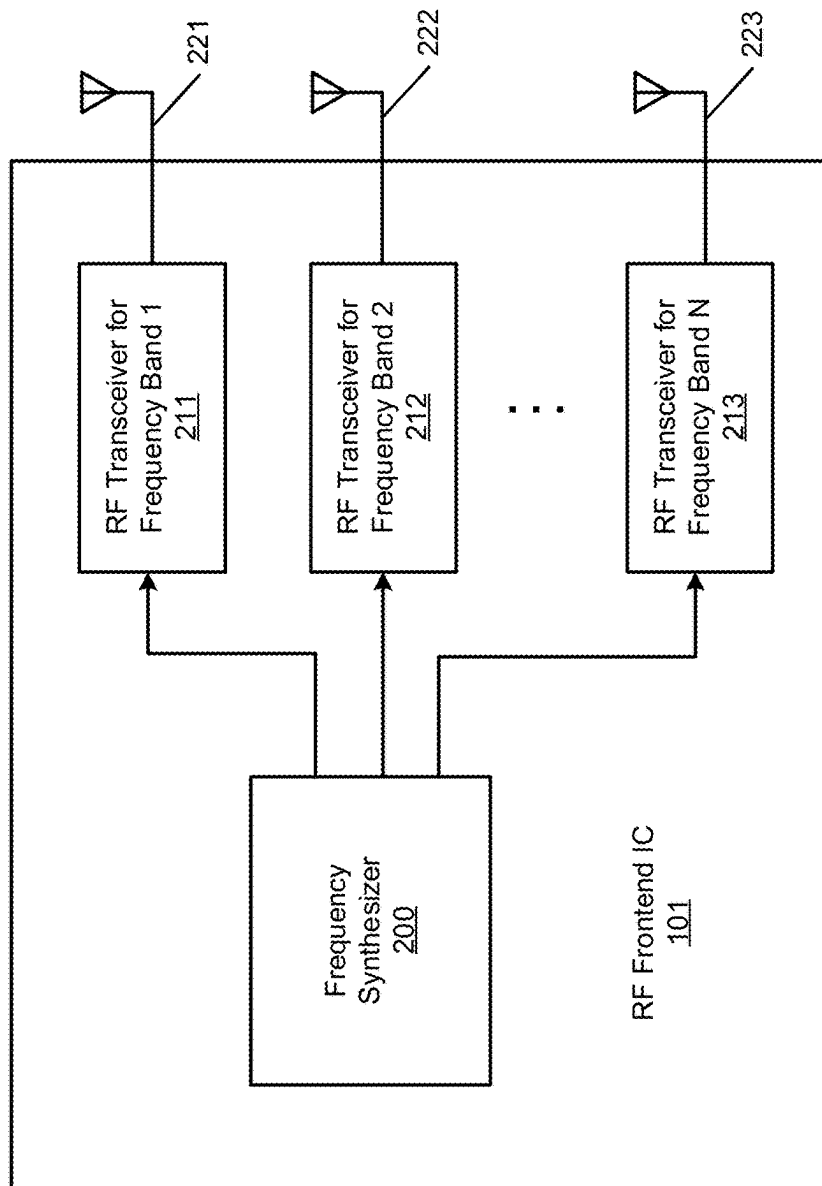 RF Transceiver for
Frequency Band 1
211
221
RF Transceiver for
Frequency Band 2
212
222
. . .
RF Transceiver for
Frequency Band N
213
223
Frequency
Synthesizer
200
RF Frontend IC
101